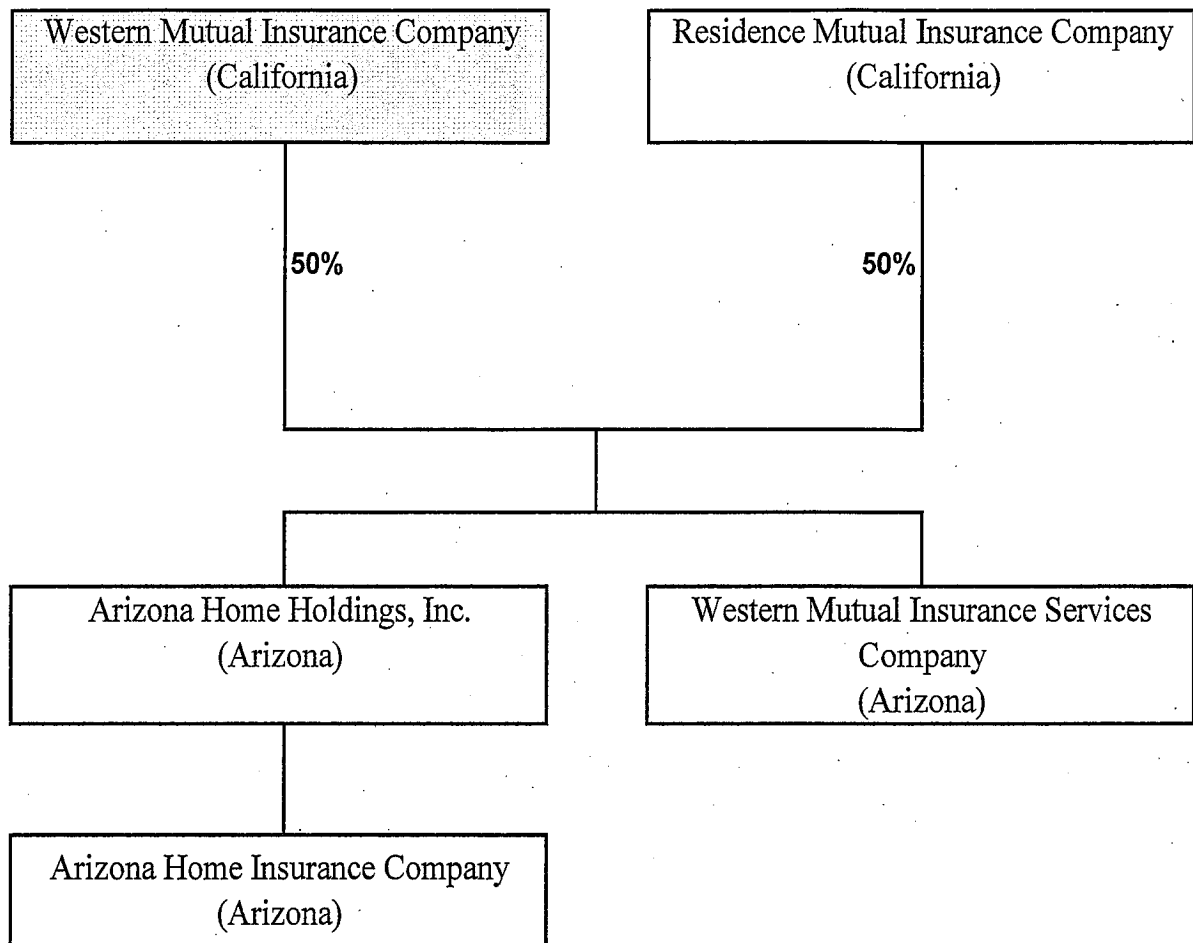 Western Mutual Insurance Company
(California)
Residence Mutual Insurance Company
(California)
50%
50%
Arizona Home Holdings, Inc.
(Arizona)
Western Mutual Insurance Services
Company
(Arizona)
Arizona Home Insurance Company
(Arizona)